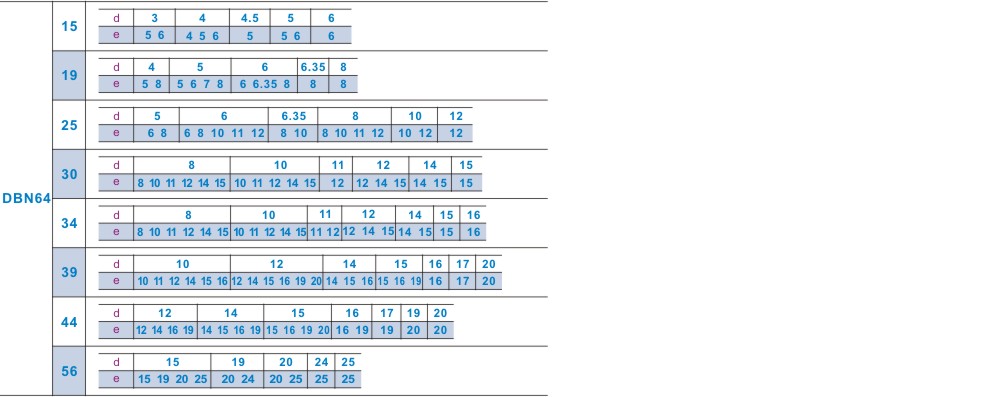 DBN64
15
d 3 4 4.5 5 6
e 5 6 4 5 6 5 5 6 6
19
d 4 5 6 6.35 8
e 5 8 5 6 7 8 6 6.35 8 8 8
25
d 5 6 6.35 8 10 12
e 6 8 6 8 10 11 12 8 10 8 10 11 12 10 12 12
30
d 8 10 11 12 14 15
e 8 10 11 12 14 15 10 11 12 14 15 12 12 14 15 14 15 15
34
d 8 10 11 12 14 15 16
e 8 10 11 12 14 15 10 11 12 14 15 11 12 12 14 15 14 15 15 16
39
d 10 12 14 15 16 17 20
e 10 11 12 14 15 16 12 14 15 16 19 20 14 15 16 15 16 19 16 17 20
44
d 12 14 15 16 17 19 20
e 12 14 16 19 14 15 16 19 15 16 19 20 16 19 19 20 20
56
d 15 19 20 24 25
e 15 19 20 25 20 24 20 25 25 25